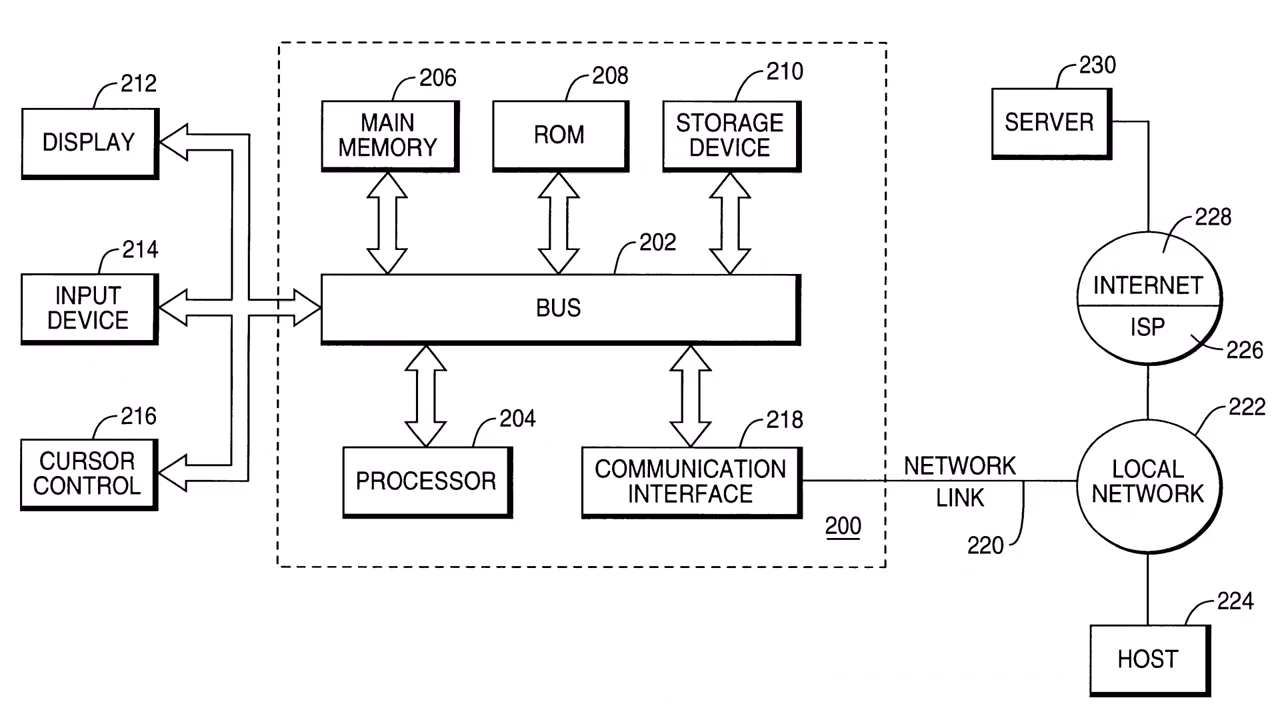 212
DISPLAY
214
INPUT
DEVICE
216
CURSOR
CONTROL
206
MAIN
MEMORY
208
ROM
210
STORAGE
DEVICE
202
BUS
204
PROCESSOR
218
COMMUNICATION
INTERFACE
200
NETWORK
LINK
220
230
SERVER
228
INTERNET
ISP
226
222
LOCAL
NETWORK
224
HOST